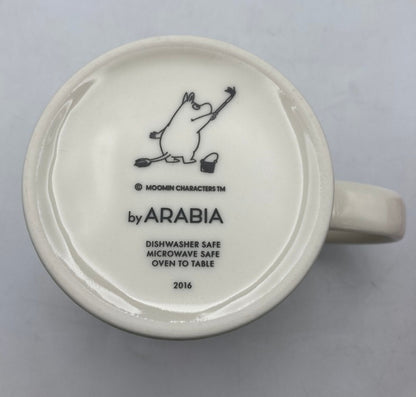 © MOOMIN CHARACTERS TM
by ARABIA
DISHWASHER SAFE
MICROWAVE SAFE
OVEN TO TABLE
2016